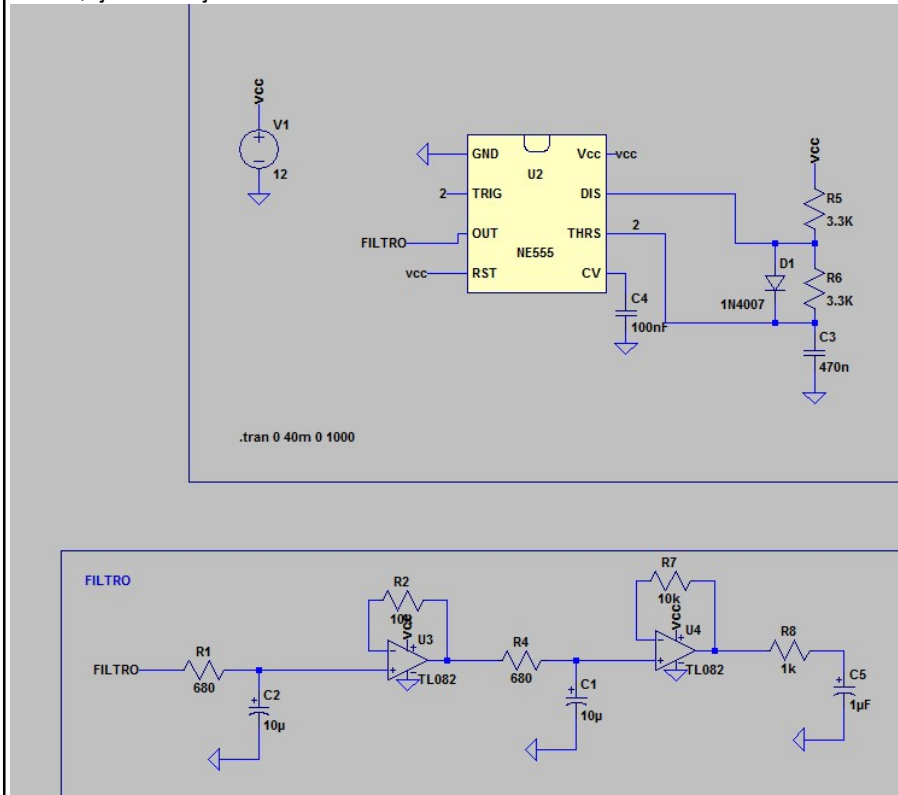 vcc
V1
12
GND
Vcc
vcc
U2
2
TRIG
DIS
FILTRO
OUT
THRS
2
NE555
vcc
RST
CV
C4
100nF
vcc
R5
3.3K
D1
R6
3.3K
1N4007
C3
470n
.tran 0 40m 0 1000
FILTRO
FILTRO
R1
680
C2
10µ
R2
vcc
U3
TL082
R4
680
C1
10µ
R7
10k
vcc
U4
TL082
R8
1k
C5
1µF